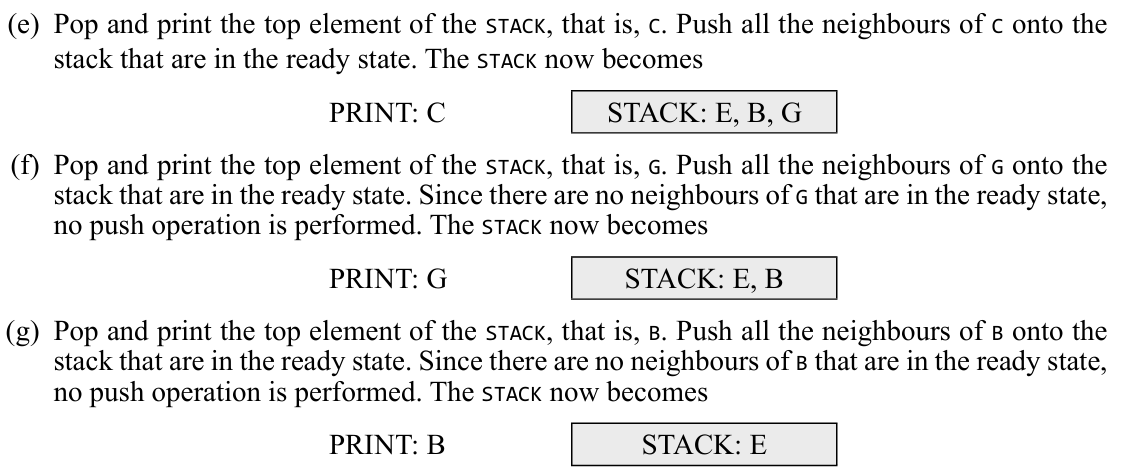 (e) Pop and print the top element of the STACK, that is, C. Push all the neighbours of C onto the
stack that are in the ready state. The STACK now becomes
PRINT: C STACK: E, B, G
(f) Pop and print the top element of the STACK, that is, G. Push all the neighbours of G onto the
stack that are in the ready state. Since there are no neighbours of G that are in the ready state,
no push operation is performed. The STACK now becomes
PRINT: G STACK: E, B
(g) Pop and print the top element of the STACK, that is, B. Push all the neighbours of B onto the
stack that are in the ready state. Since there are no neighbours of B that are in the ready state,
no push operation is performed. The STACK now becomes
PRINT: B STACK: E